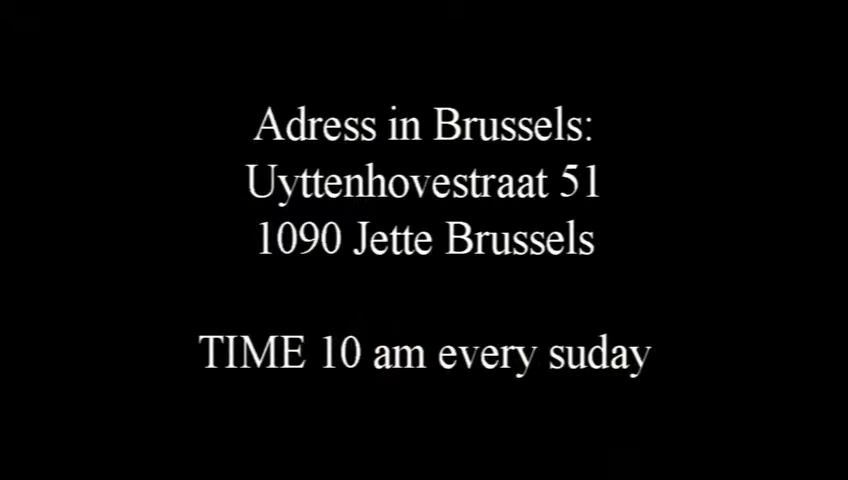 Adress in Brussels:
Uyttenhovestraat 51
1090 Jette Brussels
TIME 10 am every suday